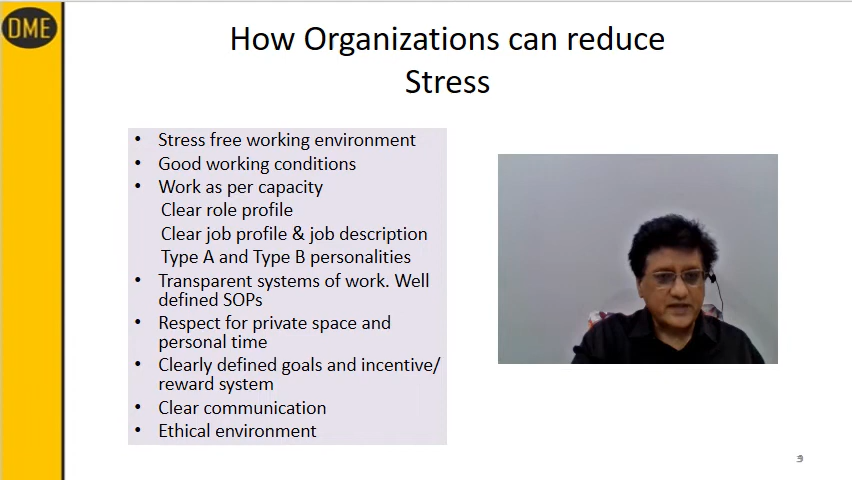 DME
How Organizations can reduce
Stress
• Stress free working environment
• Good working conditions
• Work as per capacity
Clear role profile
Clear job profile & job description
Type A and Type B personalities
• Transparent systems of work. Well
defined SOPs
• Respect for private space and
personal time
• Clearly defined goals and incentive/
reward system
• Clear communication
• Ethical environment